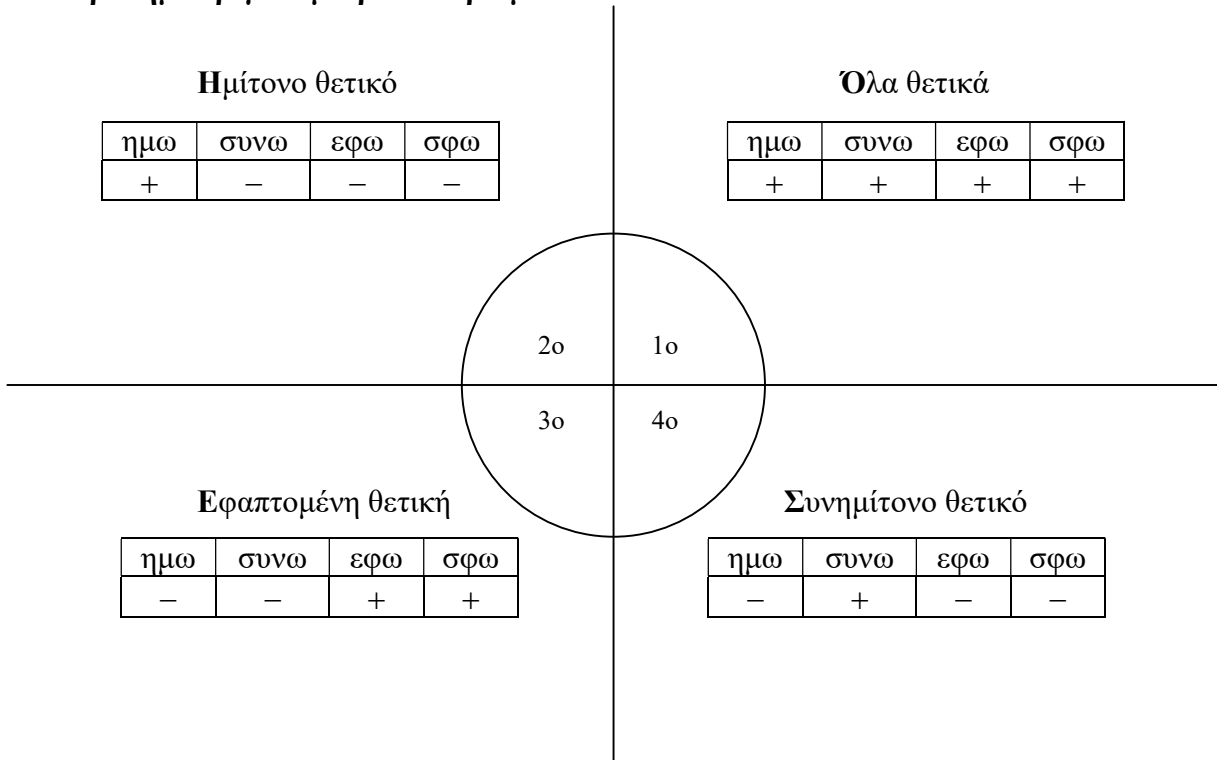 Ημίτονο θετικό
ημω συνω εφω σφω
+ − − −
Όλα θετικά
ημω συνω εφω σφω
+ + + +
2ο 1ο
3ο 4ο
Εφαπτομένη θετική
ημω συνω εφω σφω
− − + +
Συνημίτονο θετικό
ημω συνω εφω σφω
− + − −